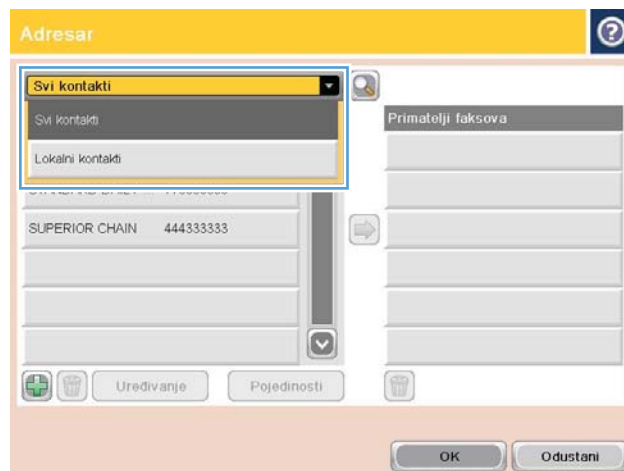 Adresar
?
Svi kontakti
Svi kontakti
Lokalni kontakti
Primatelji faksova
SUPERIOR CHAIN 444333333
Uređivanje
Pojedinosti
OK
Odustani